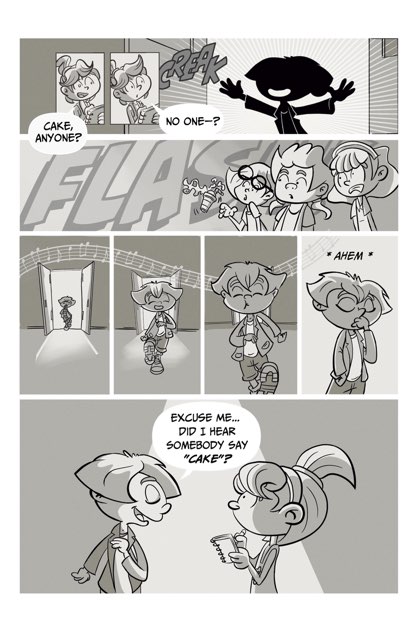 CAKE,
ANYONE?
NO ONE–?
CREAK
FLASH
* AHEM *
EXCUSE ME...
DID I HEAR
SOMEBODY SAY
"CAKE"?